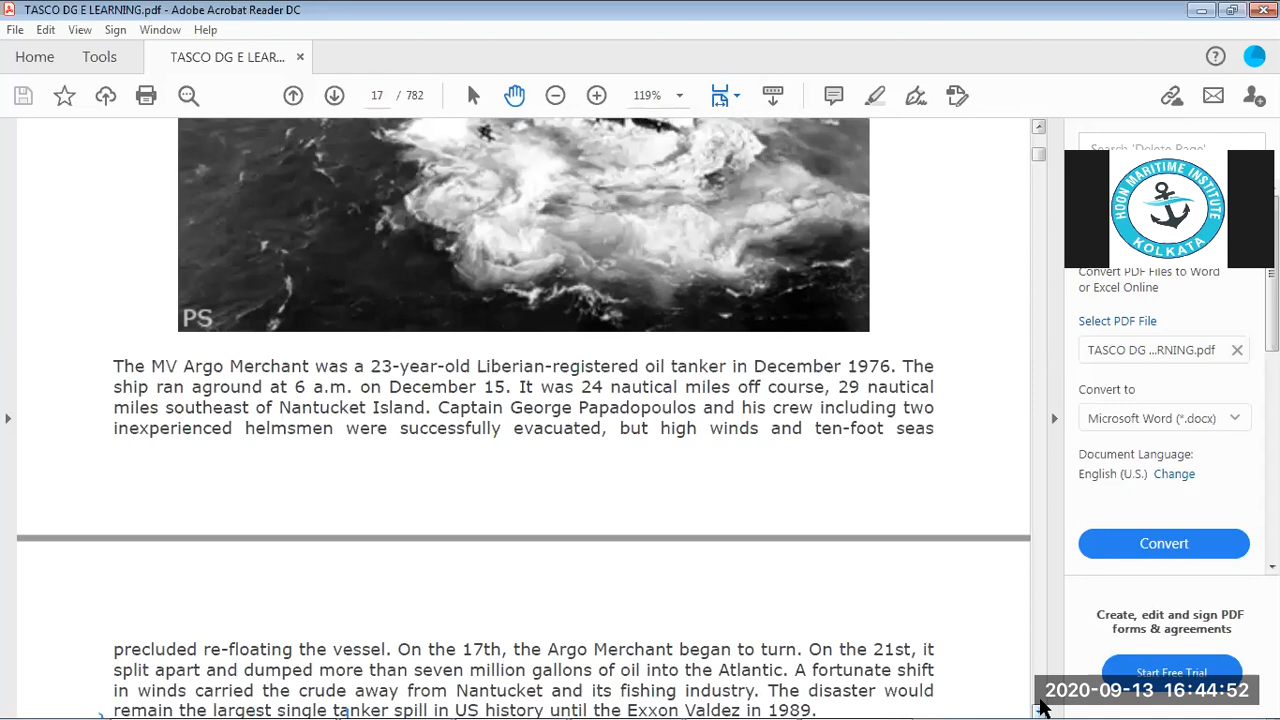 TASCO DG E LEARNING.pdf - Adobe Acrobat Reader DC
File Edit View Sign Window Help
Home Tools TASCO DG E LEAR... ×
17 / 782 119%
Search 'Delete Page'
HOON MARITIME INSTITUTE
KOLKATA
Convert PDF Files to Word
or Excel Online
Select PDF File
TASCO DG ...RNING.pdf
Convert to
Microsoft Word (*.docx)
Document Language:
English (U.S.) Change
Convert
Create, edit and sign PDF
forms & agreements
Start Free Trial
PS
The MV Argo Merchant was a 23-year-old Liberian-registered oil tanker in December 1976. The
ship ran aground at 6 a.m. on December 15. It was 24 nautical miles off course, 29 nautical
miles southeast of Nantucket Island. Captain George Papadopoulos and his crew including two
inexperienced helmsmen were successfully evacuated, but high winds and ten-foot seas
precluded re-floating the vessel. On the 17th, the Argo Merchant began to turn. On the 21st, it
split apart and dumped more than seven million gallons of oil into the Atlantic. A fortunate shift
in winds carried the crude away from Nantucket and its fishing industry. The disaster would
remain the largest single tanker spill in US history until the Exxon Valdez in 1989.
2020-09-13 16:44:52